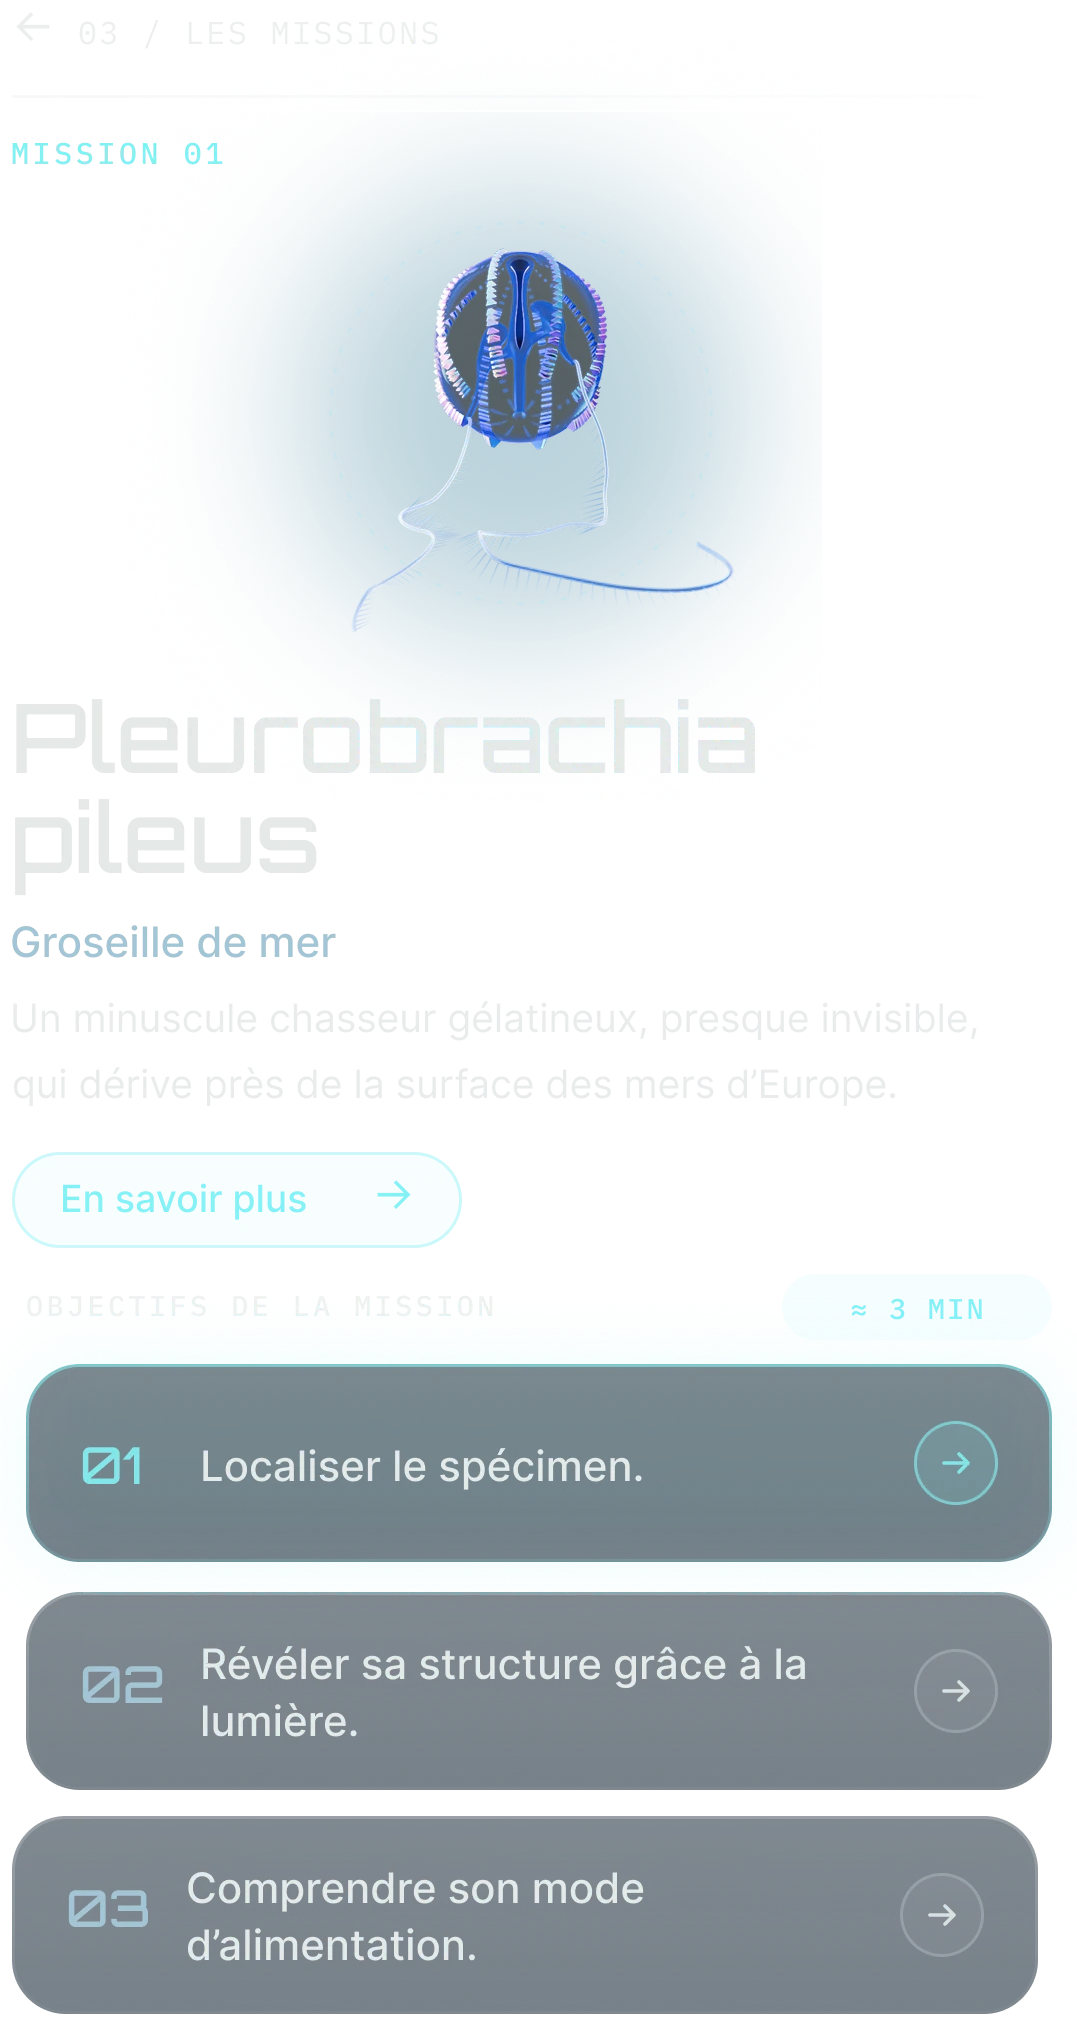 ← 03 / LES MISSIONS
MISSION 01
Pleurobrachia
pileus
Groseille de mer
Un minuscule chasseur gélatineux, presque invisible,
qui dérive près de la surface des mers d’Europe.
En savoir plus →
OBJECTIFS DE LA MISSION
≈ 3 MIN
01 Localiser le spécimen. →
02 Révéler sa structure grâce à la
lumière. →
03 Comprendre son mode
d’alimentation. →